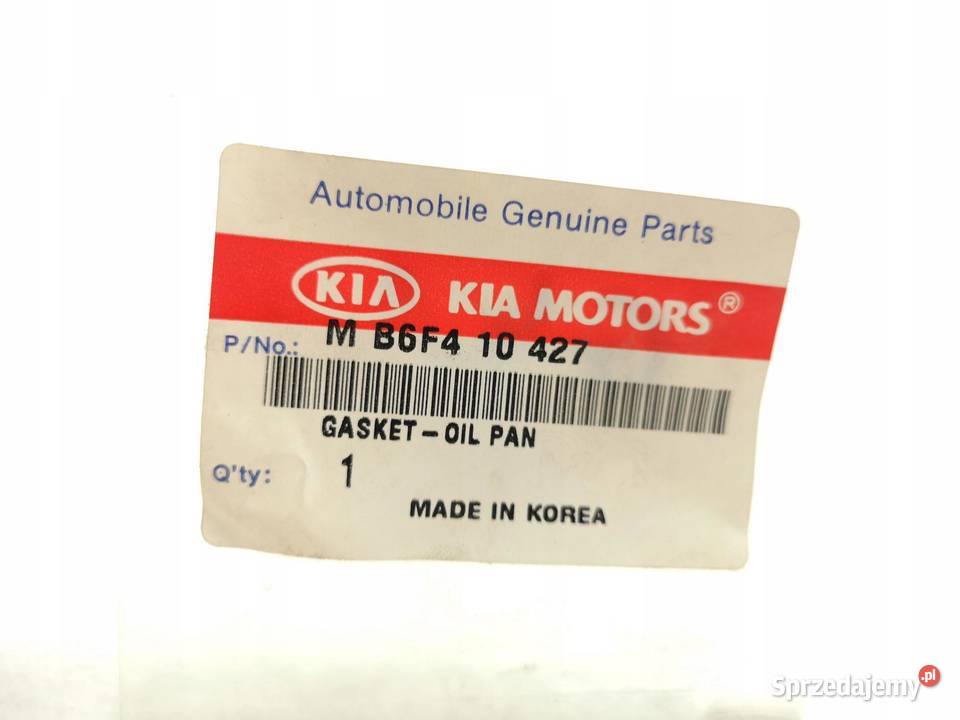 Automobile Genuine Parts
KIA KIA MOTORS®
P/No.: M B6F4 10 427
GASKET-OIL PAN
Q'ty: 1
MADE IN KOREA
Sprzedajemy.pl